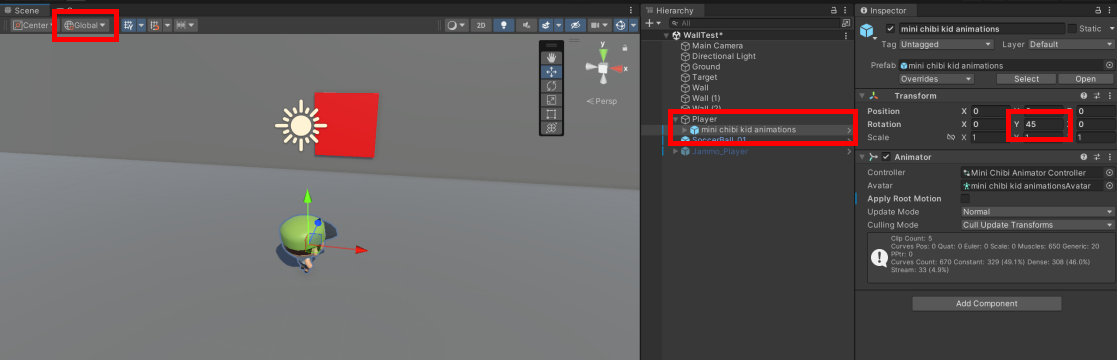 Scene
Center
Global
2D
y
x
Persp
Hierarchy
All
WallTest*
Main Camera
Directional Light
Ground
Target
Wall
Wall (1)
Wall (2)
Player
mini chibi kid animations
SoccerBall_01
Jammo_Player
Inspector
mini chibi kid animations
Static
Tag Untagged Layer Default
Prefab mini chibi kid animations
Overrides Select Open
Transform
Position X 0 0
Rotation X 0 Y 45 0
Scale X 1 1 1
Animator
Controller Mini Chibi Animator Controller
Avatar mini chibi kid animationsAvatar
Apply Root Motion
Update Mode Normal
Culling Mode Cull Update Transforms
Clip Count: 5
Curves Pos: 0 Quat: 0 Euler: 0 Scale: 0 Muscles: 650 Generic: 20
PPtr: 0
Curves Count: 670 Constant: 329 (49.1%) Dense: 308 (46.0%)
Stream: 33 (4.9%)
Add Component